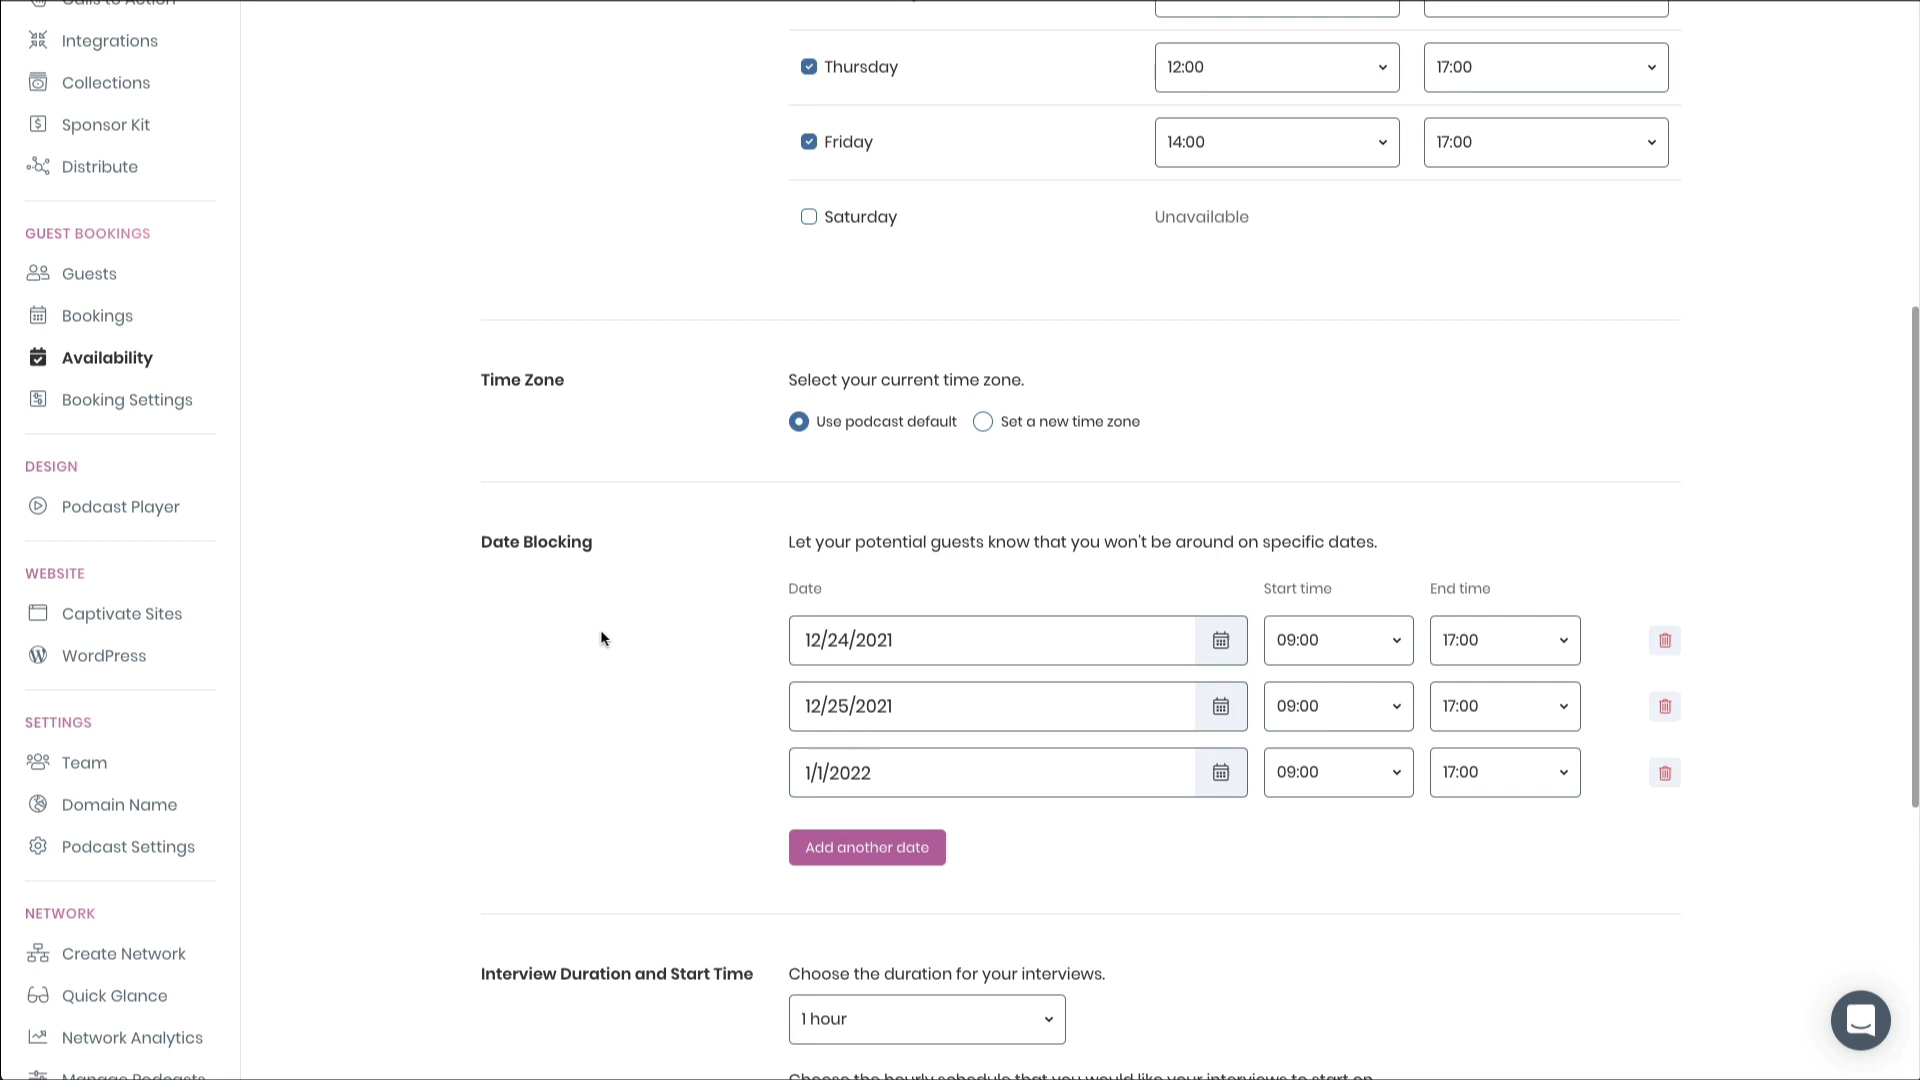 Calls to Action
Integrations
Collections
Sponsor Kit
Distribute
GUEST BOOKINGS
Guests
Bookings
Availability
Booking Settings
DESIGN
Podcast Player
WEBSITE
Captivate Sites
WordPress
SETTINGS
Team
Domain Name
Podcast Settings
NETWORK
Create Network
Quick Glance
Network Analytics
Manage Podcasts
Thursday 12:00 17:00
Friday 14:00 17:00
Saturday Unavailable
Time Zone
Select your current time zone.
Use podcast default Set a new time zone
Date Blocking
Let your potential guests know that you won't be around on specific dates.
Date Start time End time
12/24/2021 09:00 17:00
12/25/2021 09:00 17:00
1/1/2022 09:00 17:00
Add another date
Interview Duration and Start Time
Choose the duration for your interviews.
1 hour
Choose the hourly schedule that you would like your interviews to start on.